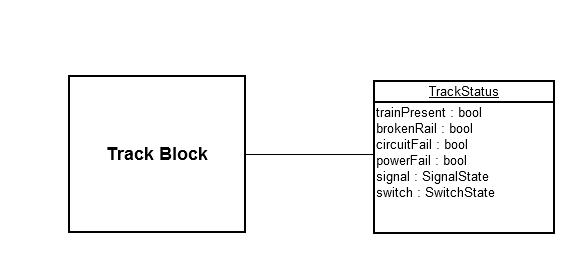 Track Block
TrackStatus
trainPresent : bool
brokenRail : bool
circuitFail : bool
powerFail : bool
signal : SignalState
switch : SwitchState